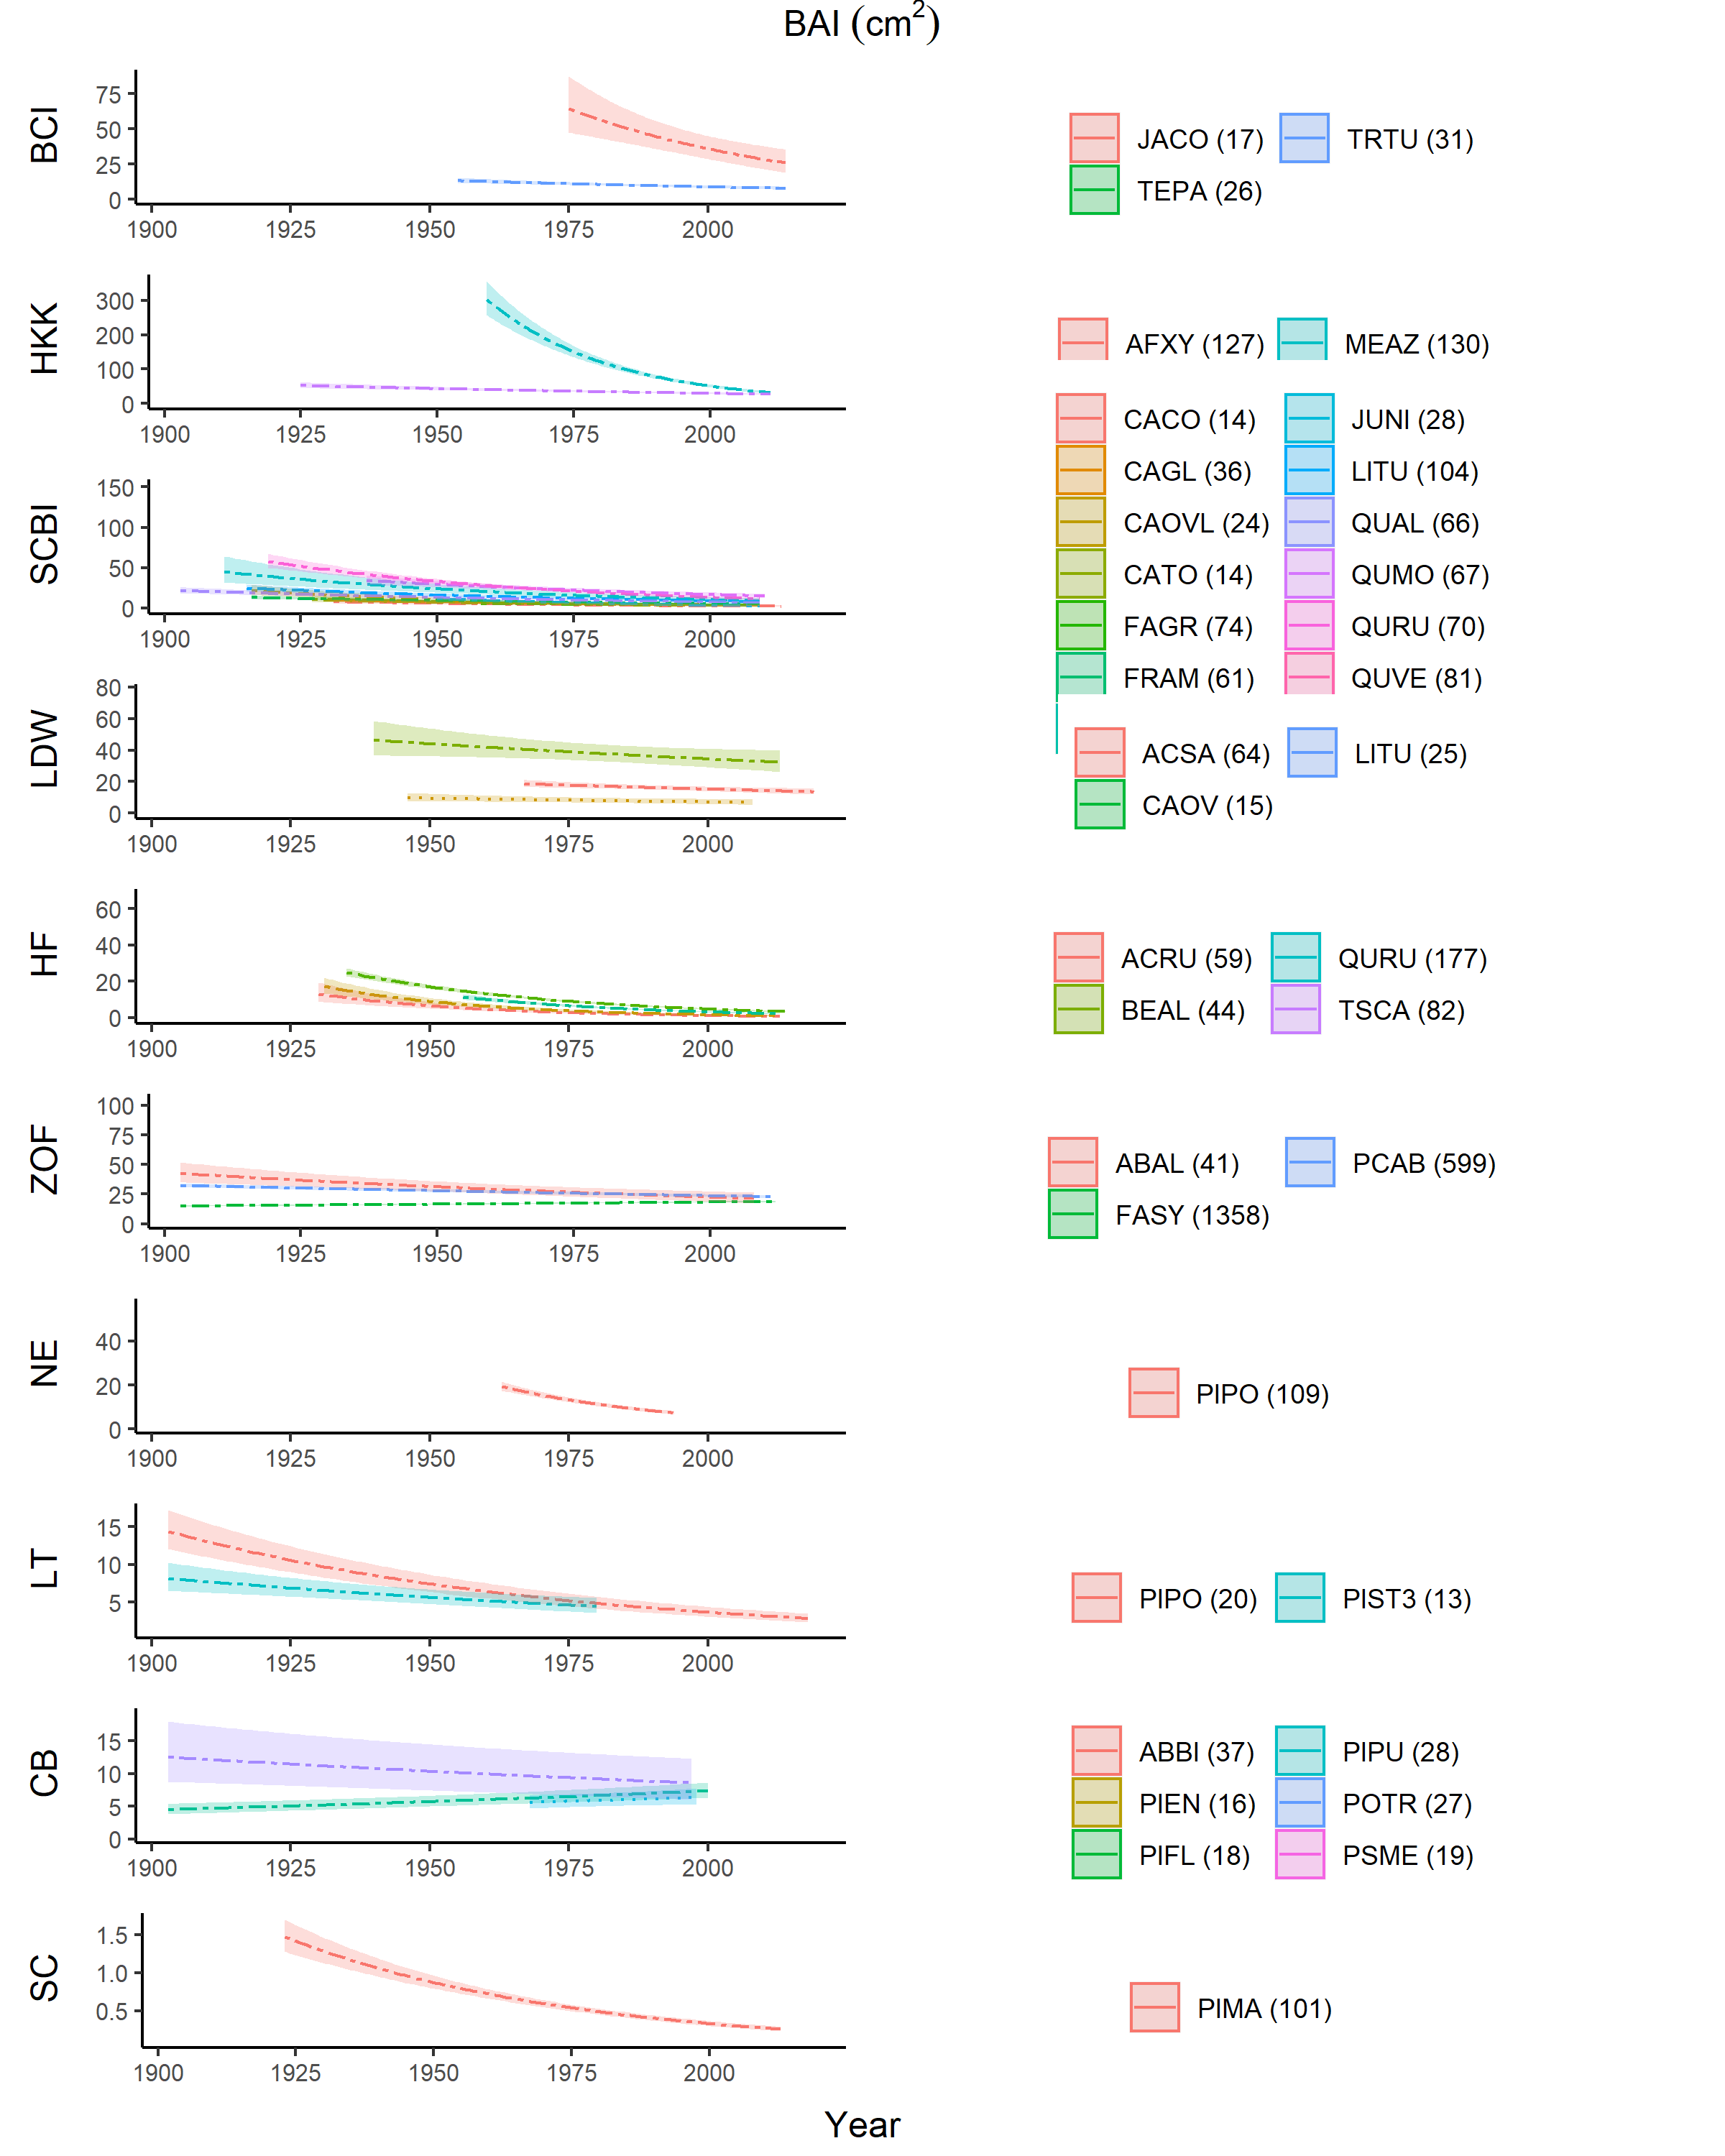 BAI (cm2)
BCI
75
50
25
0
1900 1925 1950 1975 2000
JACO (17) TRTU (31)
TEPA (26)
HKK
300
200
100
0
1900 1925 1950 1975 2000
AFXY (127) MEAZ (130)
SCBI
150
100
50
0
1900 1925 1950 1975 2000
CACO (14) JUNI (28)
CAGL (36) LITU (104)
CAOVL (24) QUAL (66)
CATO (14) QUMO (67)
FAGR (74) QURU (70)
FRAM (61) QUVE (81)
LDW
80
60
40
20
0
1900 1925 1950 1975 2000
ACSA (64) LITU (25)
CAOV (15)
HF
60
40
20
0
1900 1925 1950 1975 2000
ACRU (59) QURU (177)
BEAL (44) TSCA (82)
ZOF
100
75
50
25
0
1900 1925 1950 1975 2000
ABAL (41) PCAB (599)
FASY (1358)
NE
40
20
0
1900 1925 1950 1975 2000
PIPO (109)
LT
15
10
5
1900 1925 1950 1975 2000
PIPO (20) PIST3 (13)
CB
15
10
5
0
1900 1925 1950 1975 2000
ABBI (37) PIPU (28)
PIEN (16) POTR (27)
PIFL (18) PSME (19)
SC
1.5
1.0
0.5
1900 1925 1950 1975 2000
PIMA (101)
Year